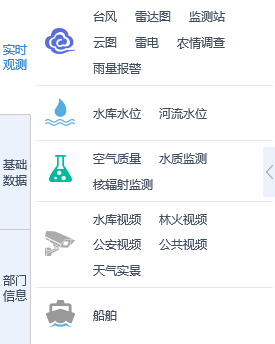 台风 雷达图 监测站
云图 雷电 农情调查
雨量报警
实时
观测
水库水位 河流水位
空气质量 水质监测
核辐射监测
基础
数据
水库视频 林火视频
公安视频 公共视频
天气实景
部门
信息
船舶